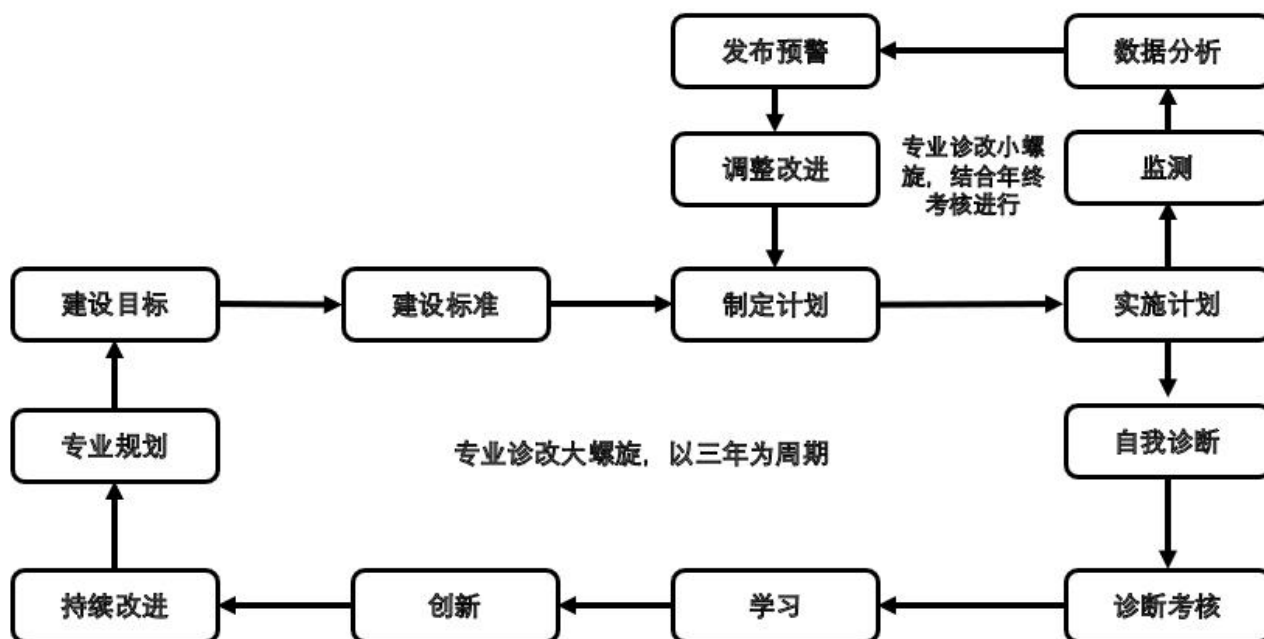 发布预警
数据分析
调整改进
专业诊改小螺
旋，结合年终
考核进行
监测
建设目标
建设标准
制定计划
实施计划
专业规划
专业诊改大螺旋，以三年为周期
自我诊断
持续改进
创新
学习
诊断考核